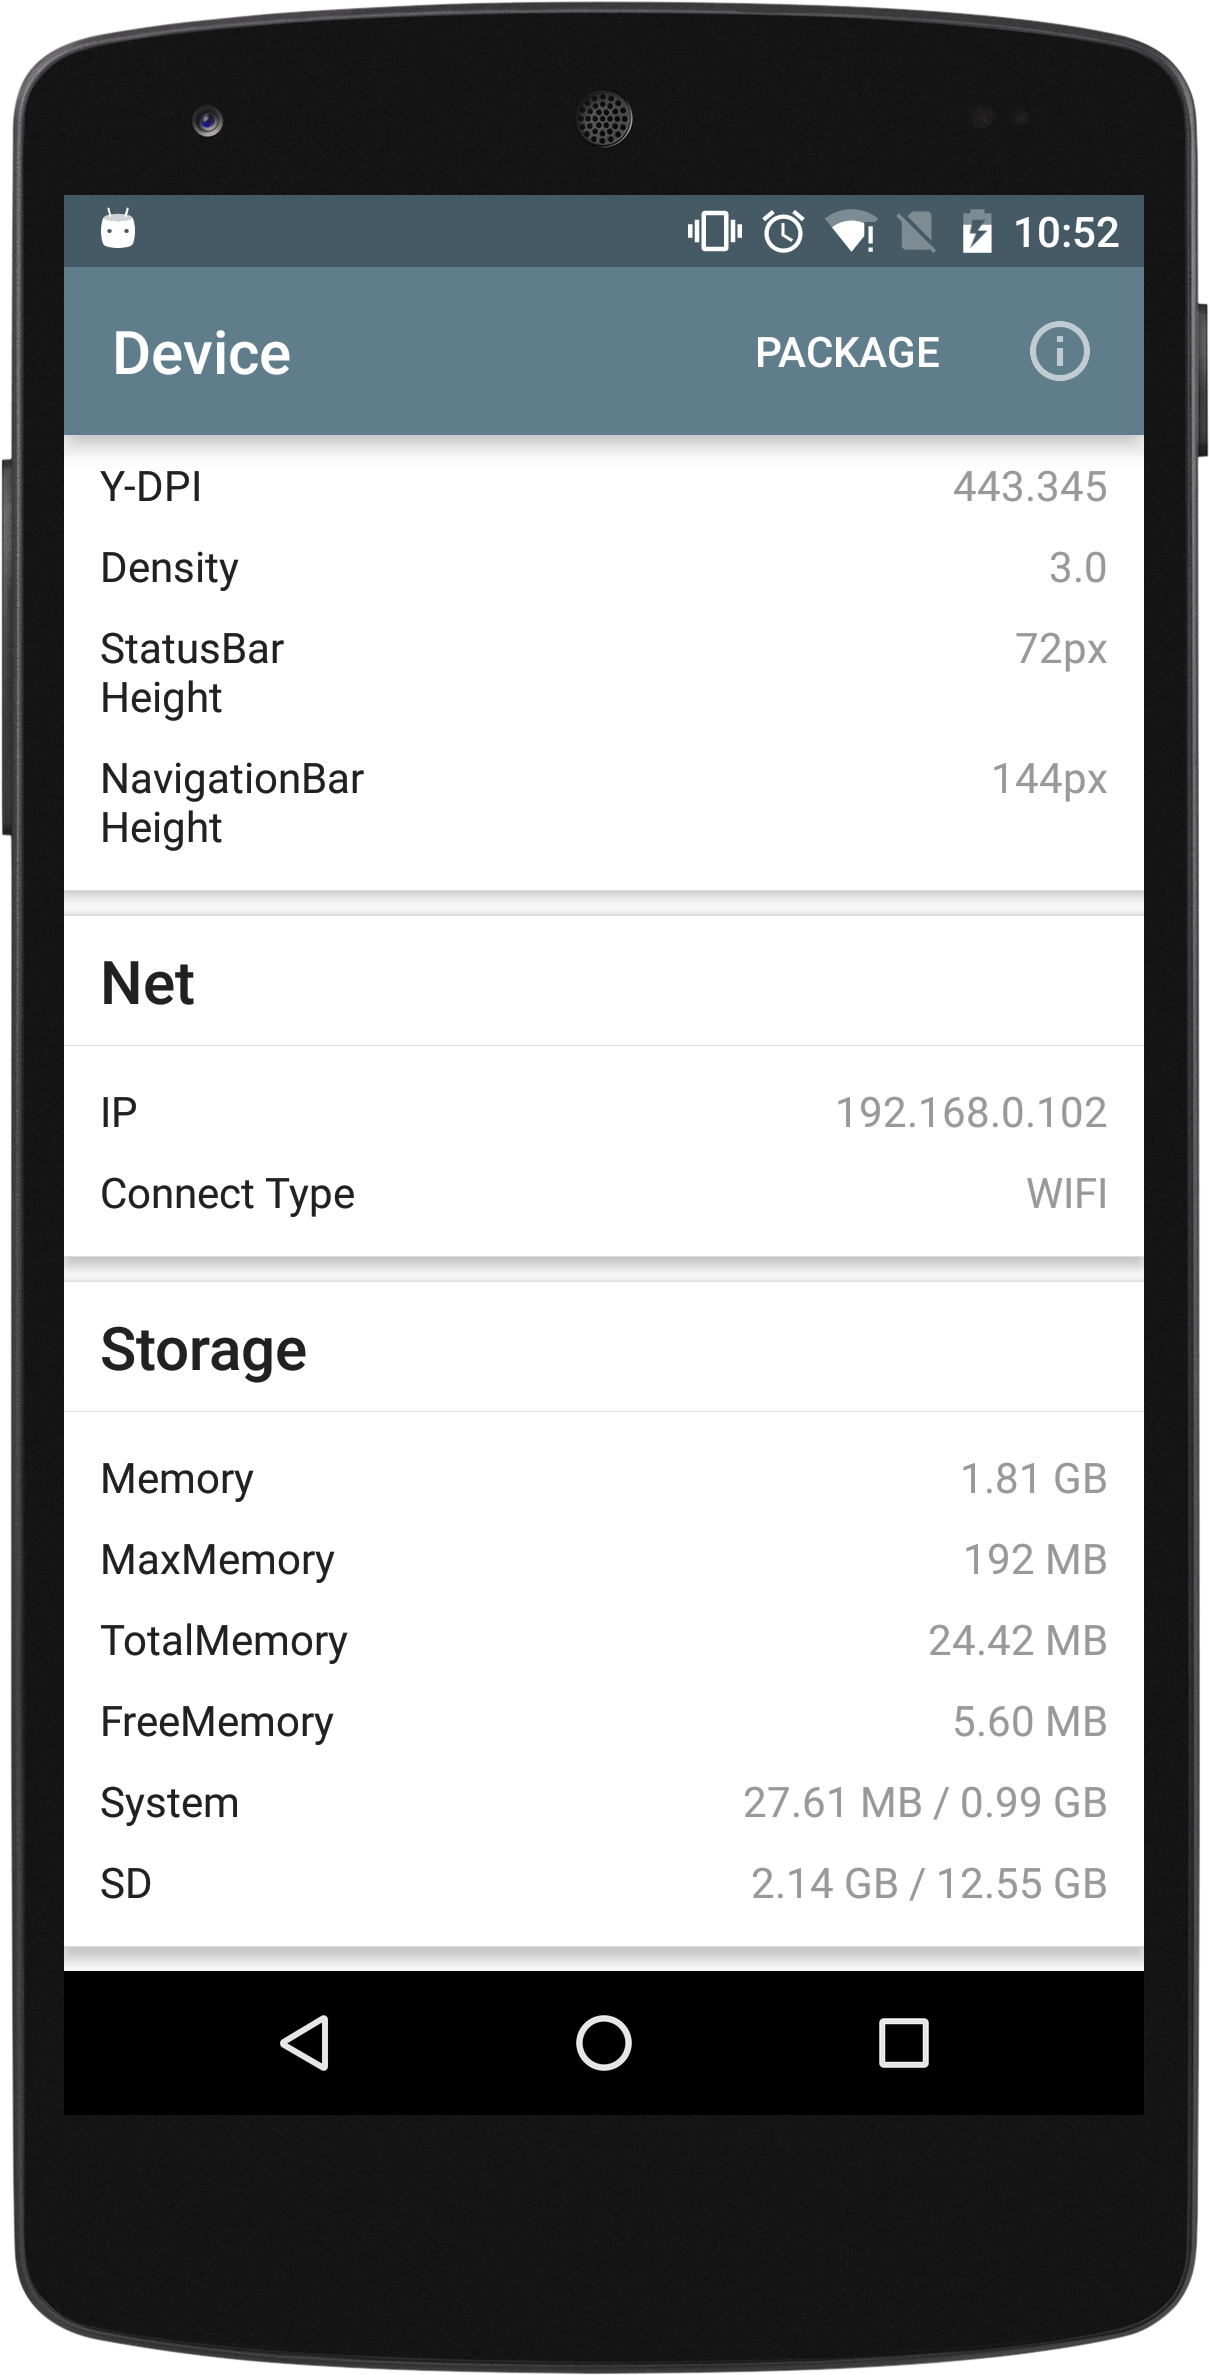 10:52
Device PACKAGE
Y-DPI 443.345
Density 3.0
StatusBar 72px
Height
NavigationBar 144px
Height
Net
IP 192.168.0.102
Connect Type WIFI
Storage
Memory 1.81 GB
MaxMemory 192 MB
TotalMemory 24.42 MB
FreeMemory 5.60 MB
System 27.61 MB / 0.99 GB
SD 2.14 GB / 12.55 GB